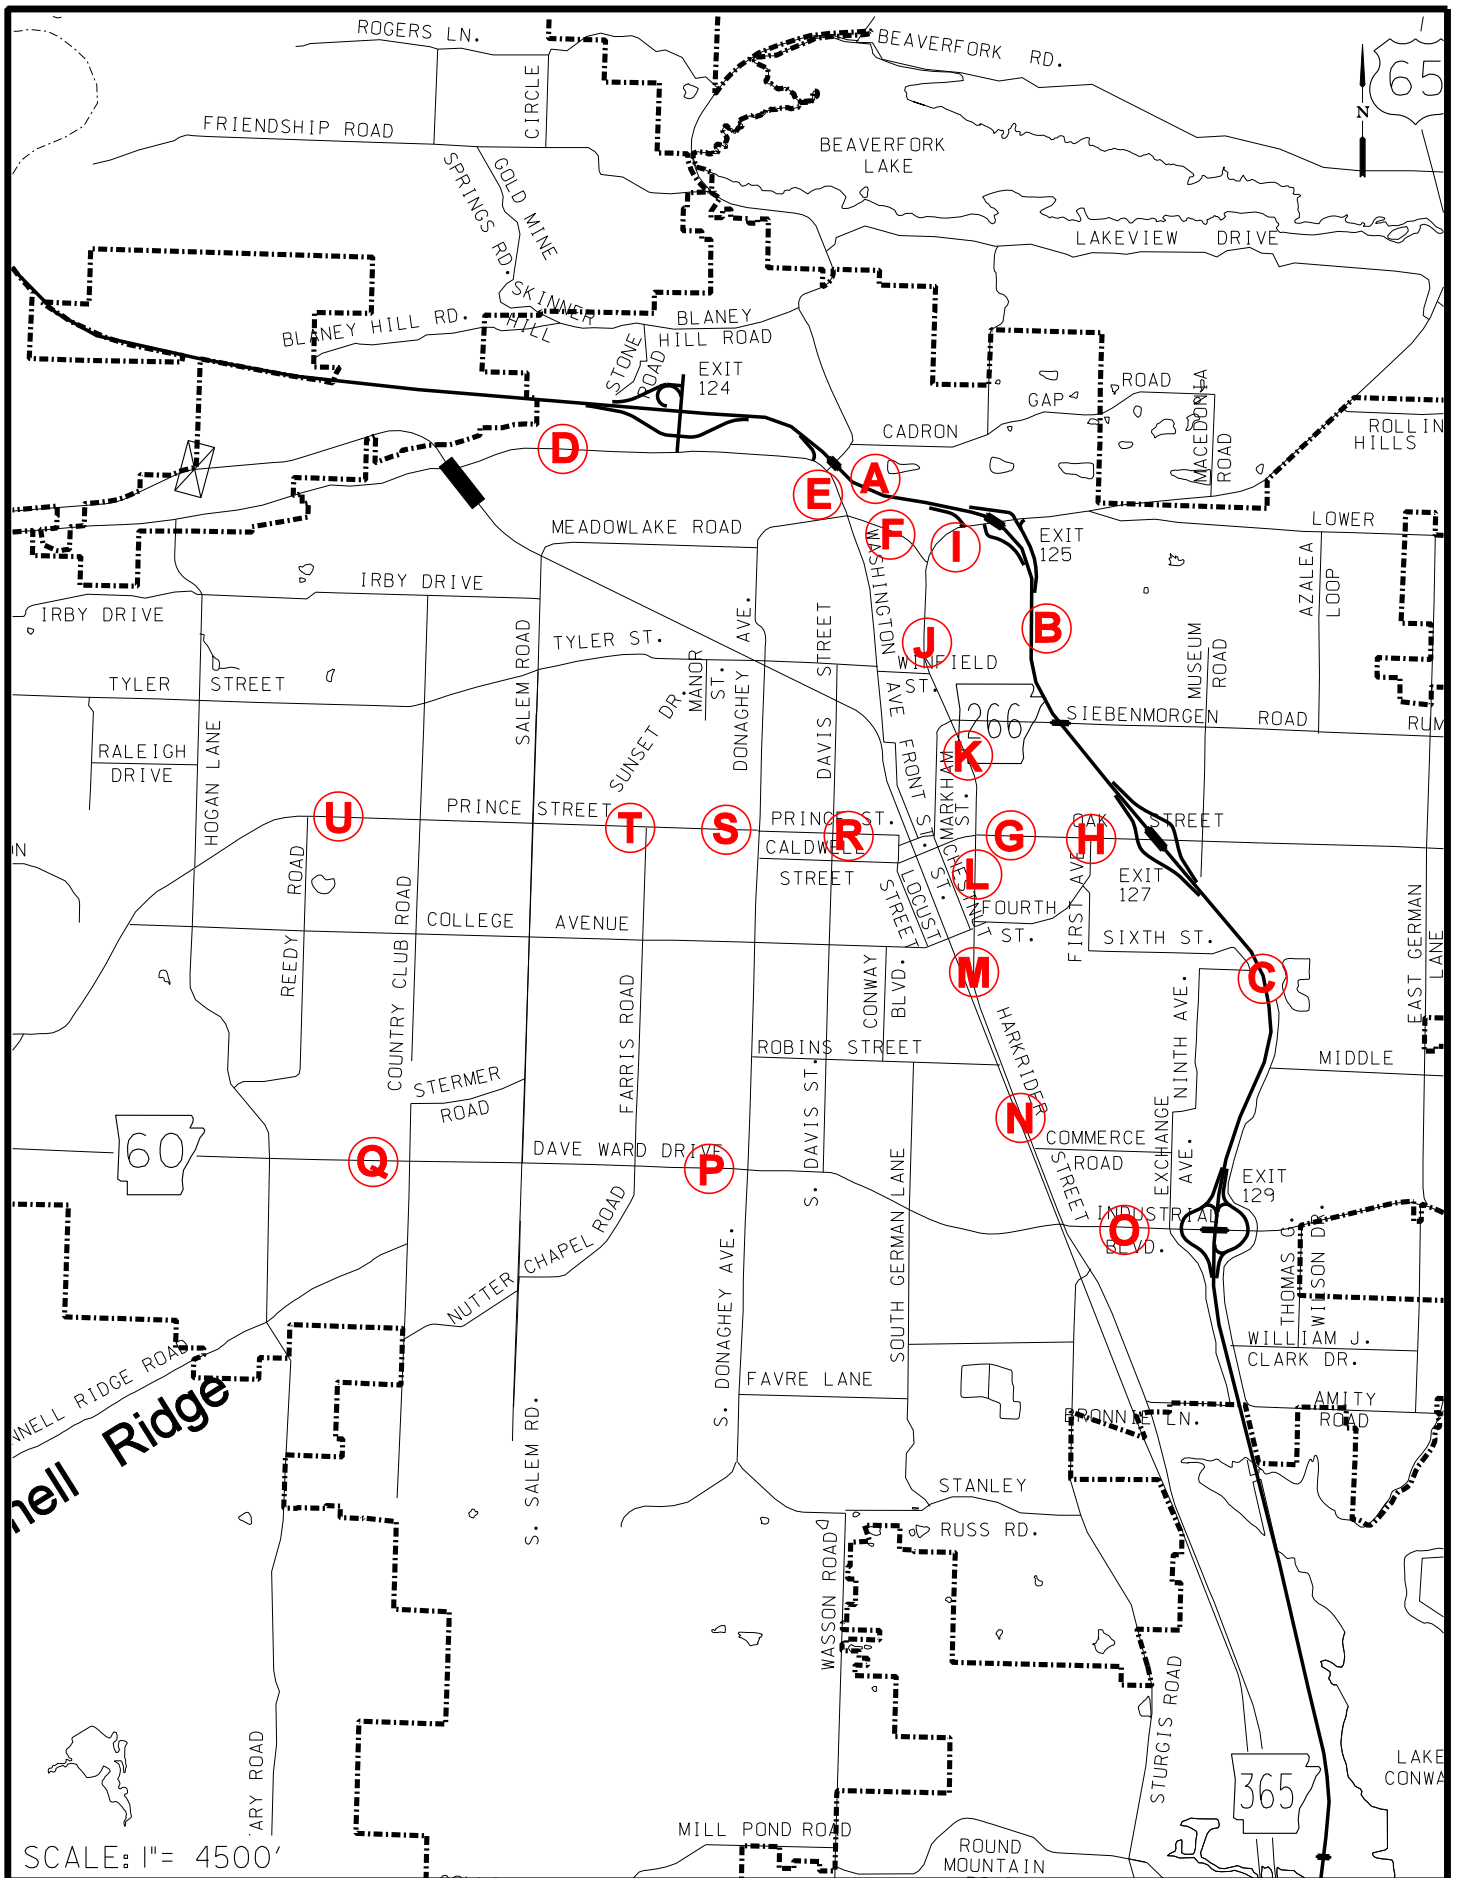 ROGERS LN.
BEAVERFORK RD.
65
N
CIRCLE
FRIENDSHIP ROAD
BEAVERFORK
LAKE
GOLD MINE
SPRINGS RD.
LAKEVIEW DRIVE
SKINNER
HILL
BLANEY HILL RD.
BLANEY
HILL ROAD
STONE
ROAD
EXIT
124
ROAD
GAP
CADRON
MACEDONIA
ROAD
ROLLIN
HILLS
D
A
E
F
I
MEADOWLAKE ROAD
LOWER
EXIT
125
WASHINGTON
AVE
AZALEA
LOOP
IRBY DRIVE
IRBY DRIVE
B
J
TYLER ST.
WINFIELD
ST.
MANOR
ST.
DONAGHEY AVE.
DAVIS STREET
SALEM ROAD
MUSEUM
ROAD
TYLER STREET
SUNSET DR.
266
SIEBENMORGEN ROAD
RUM
RALEIGH
DRIVE
HOGAN LANE
FRONT ST.
MARKHAM ST.
K
U
PRINCE STREET
T
S
PRINCE ST.
R
G
H
OAK STREET
CALDWELL
STREET
CHESTNUT
ST.
L
LOCUST
STREET
ON
EXIT
127
FIRST AVE
FOURTH
ST.
SIXTH ST.
REEDY ROAD
COUNTRY CLUB ROAD
COLLEGE AVENUE
M
C
CONWAY
BLVD.
EAST GERMAN
LANE
FARRIS ROAD
NINTH AVE.
HARKRIDER
STREET
ROBINS STREET
MIDDLE
STERMER
ROAD
S. DAVIS ST.
N
COMMERCE
ROAD
EXCHANGE
AVE.
60
Q
DAVE WARD DRIVE
P
EXIT
129
SOUTH GERMAN LANE
INDUSTRIAL
BLVD.
O
THOMAS G.
WILSON DR.
NUTTER CHAPEL ROAD
S. DONAGHEY AVE.
WILLIAM J.
CLARK DR.
NNELL RIDGE ROAD
nell Ridge
FAVRE LANE
AMITY
ROAD
BRONNIE LN.
S. SALEM RD.
STANLEY
RUSS RD.
WASSON ROAD
STURGIS ROAD
ARY ROAD
365
LAKE
CONWA
MILL POND ROAD
ROUND
MOUNTAIN
SCALE: 1"= 4500'